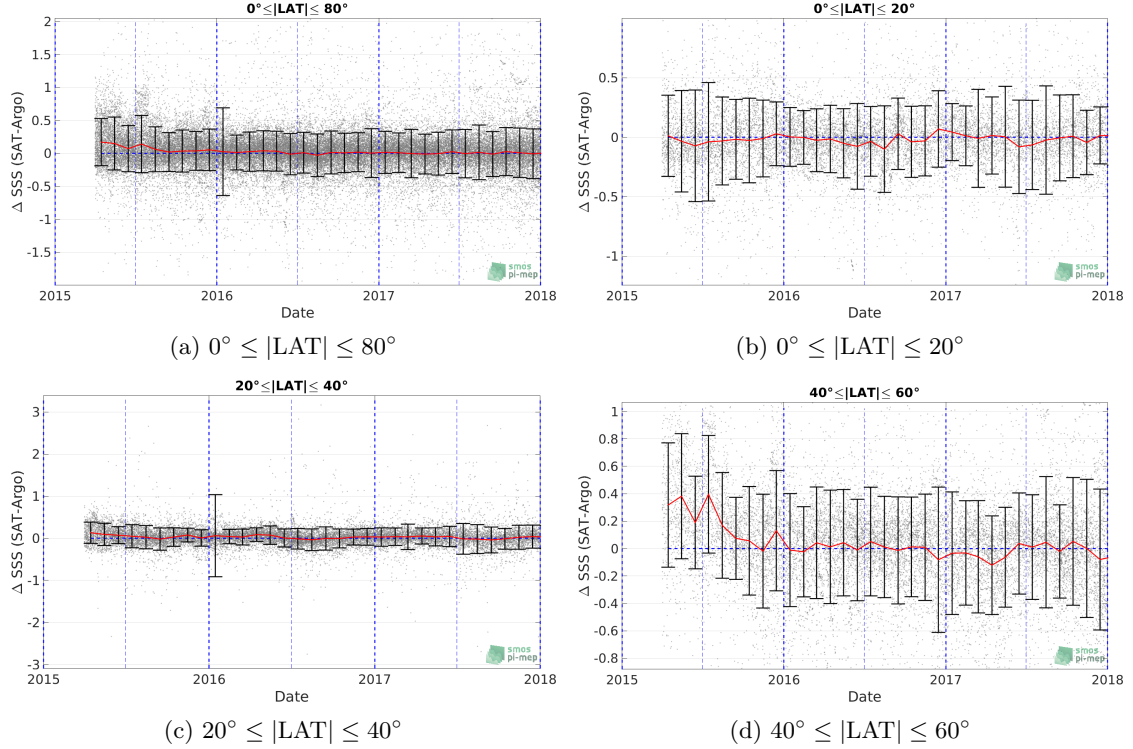 0°≤|LAT|≤ 80°
Δ SSS (SAT-Argo)
2
1.5
1
0.5
0
-0.5
-1
-1.5
smos
pi-mep
2015
2016
2017
2018
Date
(a) 0° ≤ |LAT| ≤ 80°
0°≤|LAT|≤ 20°
Δ SSS (SAT-Argo)
0.5
0
-0.5
-1
smos
pi-mep
2015
2016
2017
2018
Date
(b) 0° ≤ |LAT| ≤ 20°
20°≤|LAT|≤ 40°
Δ SSS (SAT-Argo)
3
2
1
0
-1
-2
-3
smos
pi-mep
2015
2016
2017
2018
Date
(c) 20° ≤ |LAT| ≤ 40°
40°≤|LAT|≤ 60°
Δ SSS (SAT-Argo)
1
0.8
0.6
0.4
0.2
0
-0.2
-0.4
-0.6
-0.8
smos
pi-mep
2015
2016
2017
2018
Date
(d) 40° ≤ |LAT| ≤ 60°